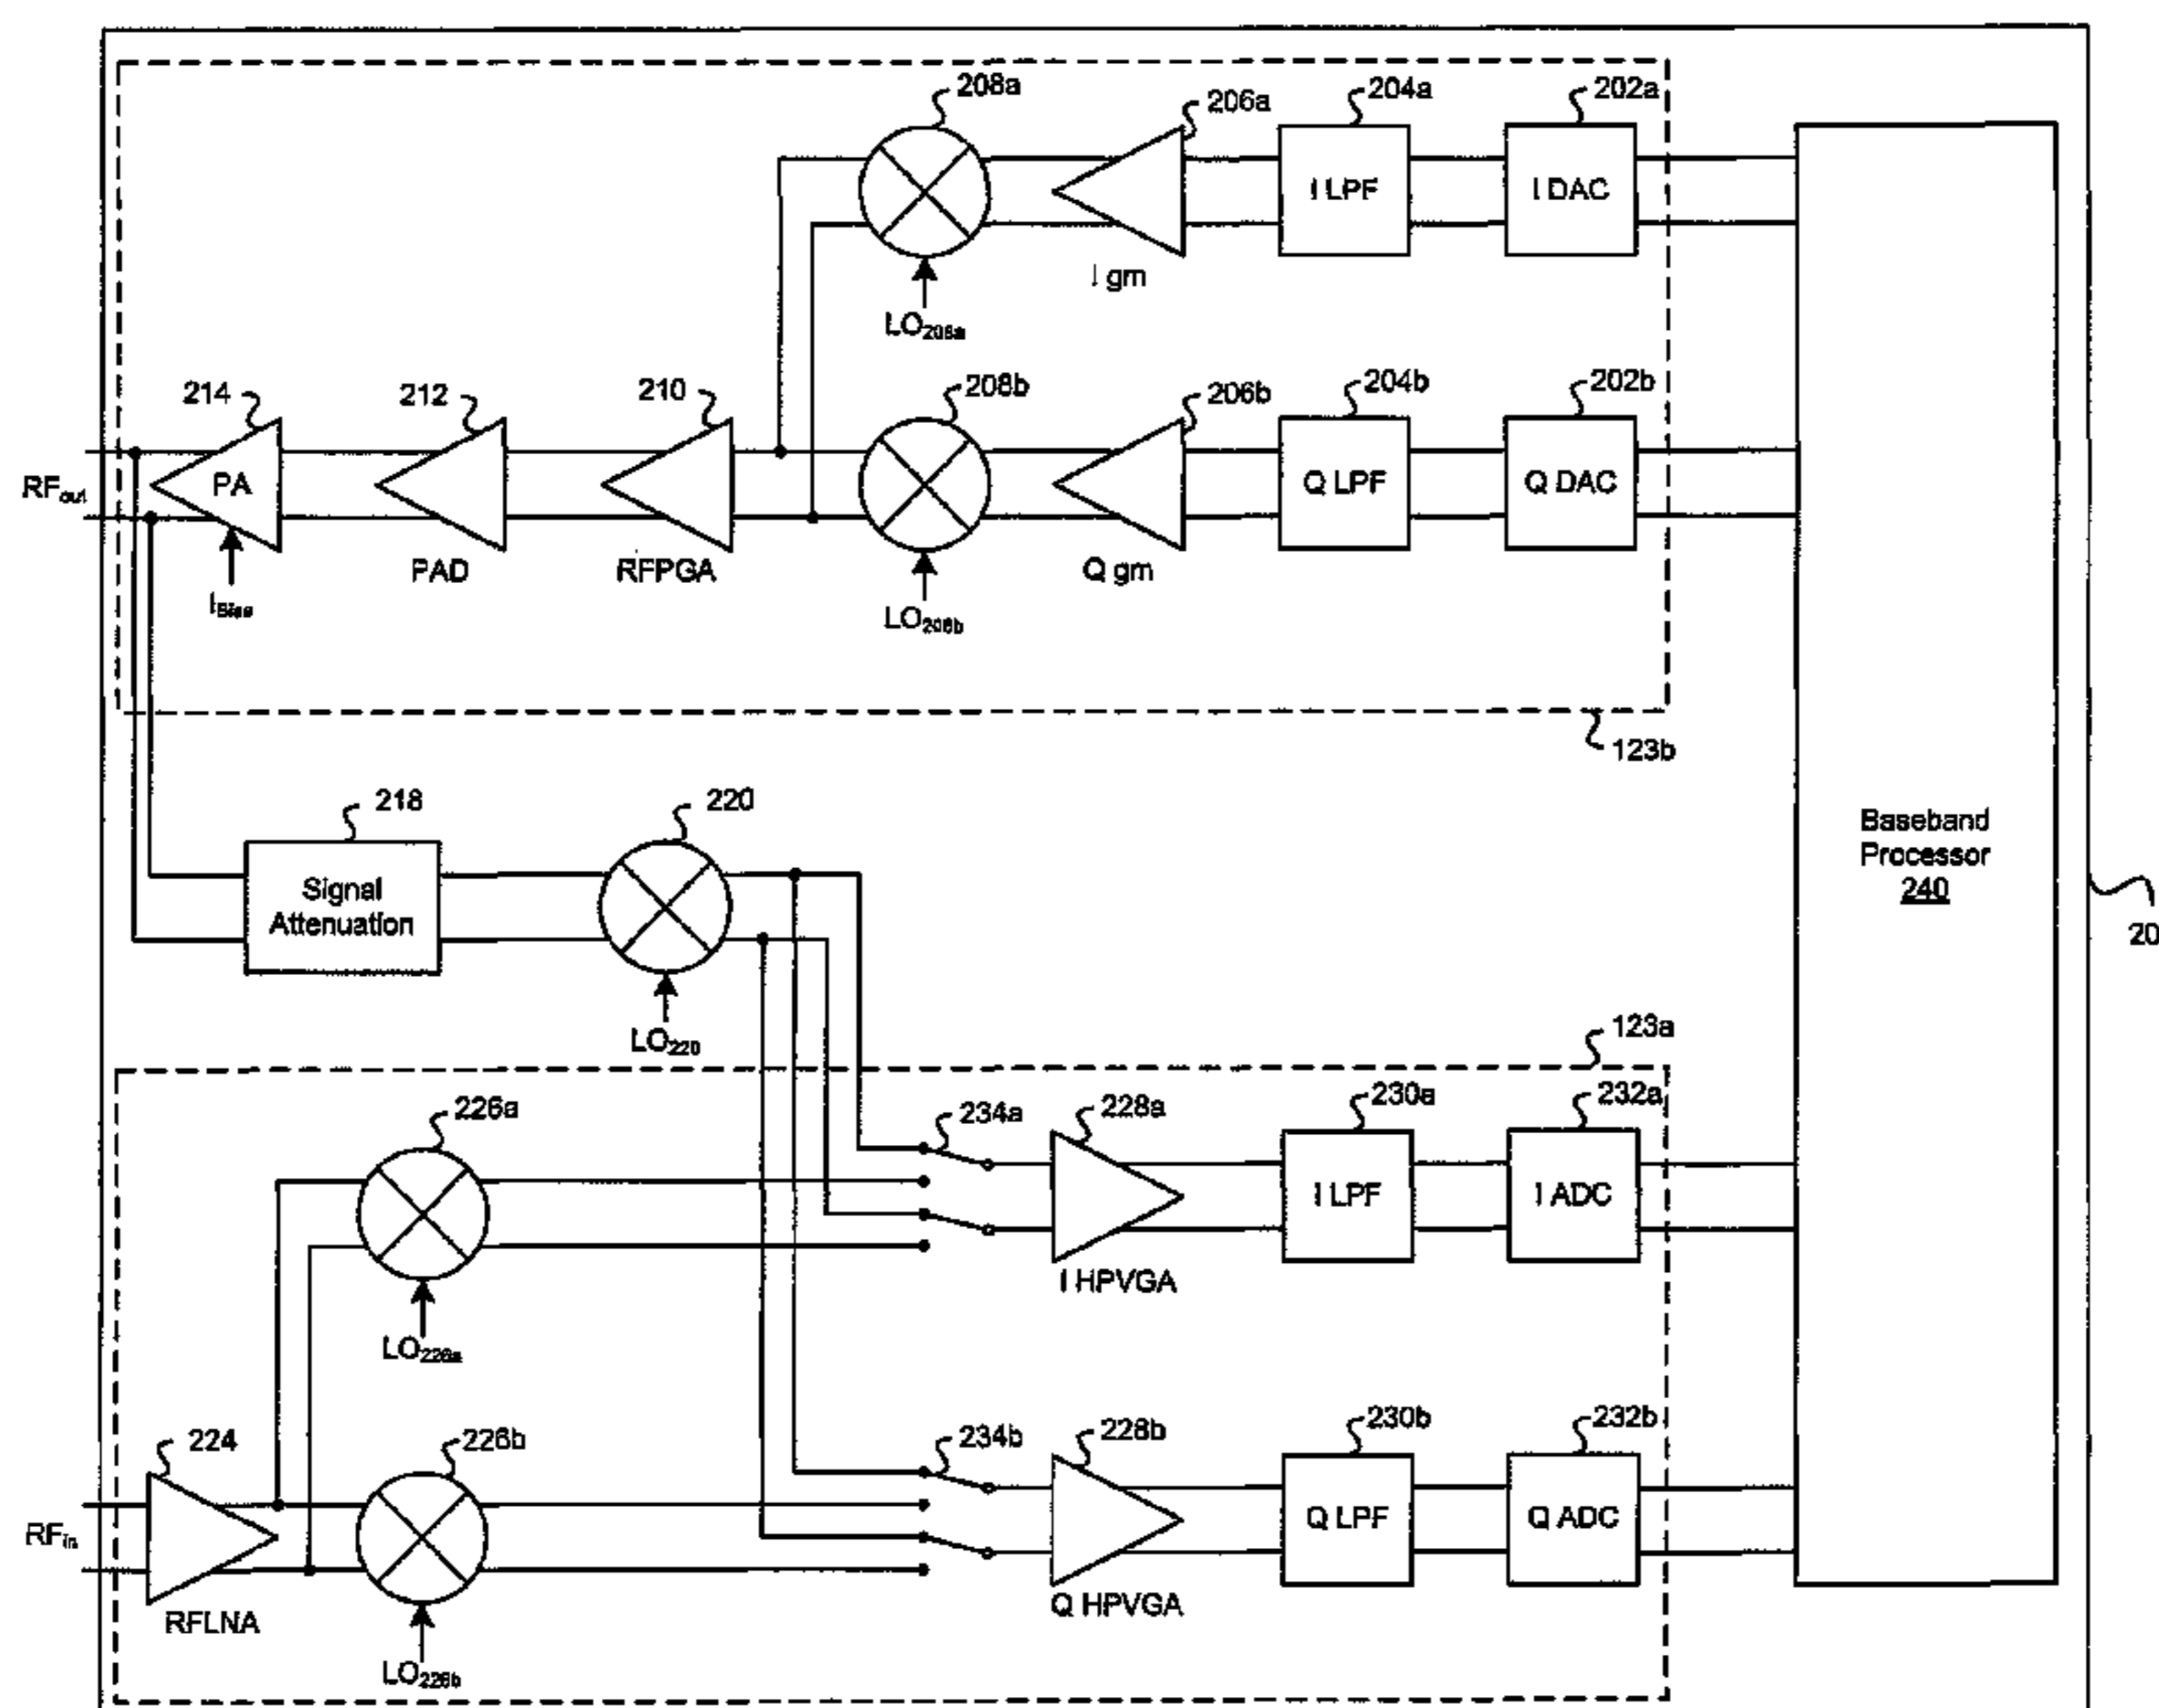 208a
206a
204a
202a
I LPF
I DAC
I gm
LO208a
214
212
210
208b
206b
204b
202b
RFout
PA
Q LPF
Q DAC
IBias
PAD
RFPGA
Q gm
LO208b
123b
218
220
Signal
Attenuation
Baseband
Processor
240
20
LO220
123a
226a
234a
228a
230a
232a
I LPF
I ADC
I HPVGA
LO226a
224
226b
234b
228b
230b
232b
RFin
Q LPF
Q ADC
RFLNA
Q HPVGA
LO226b